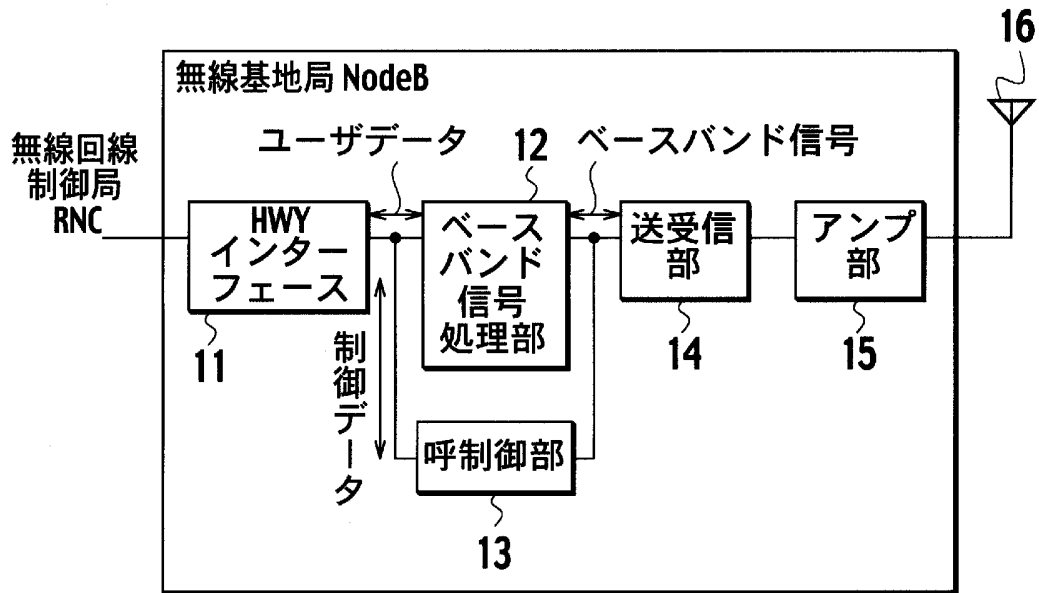 16
無線基地局 NodeB
ユーザデータ
12
ベースバンド信号
無線回線
制御局
RNC
HWY
インター
フェース
ベース
バンド
信号
処理部
送受信
部
アンプ
部
11
14
15
制御データ
呼制御部
13